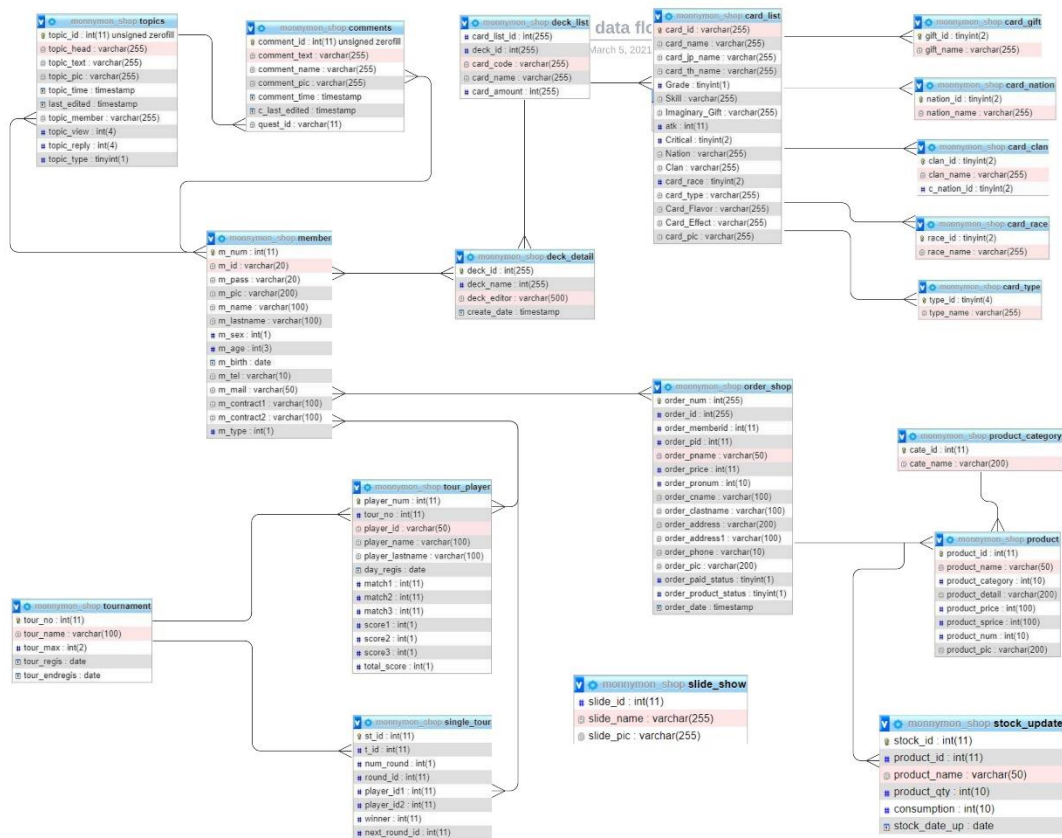 monnymon_shop topics
topic_id : int(11) unsigned zerofill
topic_head : varchar(255)
topic_text : varchar(255)
topic_pic : varchar(255)
topic_time : timestamp
last_edited : timestamp
topic_member : varchar(255)
topic_view : int(4)
topic_reply : int(4)
topic_type : tinyint(1)
monnymon_shop comments
comment_id : int(11) unsigned zerofill
comment_text : varchar(255)
comment_name : varchar(255)
comment_pic : varchar(255)
comment_time : timestamp
c_last_edited : timestamp
quest_id : varchar(11)
monnymon_shop deck_list
card_list_id : int(255)
deck_id : int(255)
card_code : varchar(255)
card_name : varchar(255)
card_amount : int(255)
data flo
March 5, 2021
monnymon_shop card_list
card_id : varchar(255)
card_name : varchar(255)
card_jp_name : varchar(255)
card_th_name : varchar(255)
Grade : tinyint(1)
Skill : varchar(255)
Imaginary_Gift : varchar(255)
atk : int(11)
Critical : tinyint(2)
Nation : varchar(255)
Clan : varchar(255)
card_race : tinyint(2)
card_type : varchar(255)
Card_Flavor : varchar(255)
Card_Effect : varchar(255)
card_pic : varchar(255)
monnymon_shop card_gift
gift_id : tinyint(2)
gift_name : varchar(255)
monnymon_shop card_nation
nation_id : tinyint(2)
nation_name : varchar(255)
monnymon_shop card_clan
clan_id : tinyint(2)
clan_name : varchar(255)
c_nation_id : tinyint(2)
monnymon_shop card_race
race_id : tinyint(2)
race_name : varchar(255)
monnymon_shop card_type
type_id : tinyint(4)
type_name : varchar(255)
monnymon_shop member
m_num : int(11)
m_id : varchar(20)
m_pass : varchar(20)
m_pic : varchar(200)
m_name : varchar(100)
m_lastname : varchar(100)
m_sex : int(1)
m_age : int(3)
m_birth : date
m_tel : varchar(10)
m_mail : varchar(50)
m_contract1 : varchar(100)
m_contract2 : varchar(100)
m_type : int(1)
monnymon_shop deck_detail
deck_id : int(255)
deck_name : int(255)
deck_editor : varchar(500)
create_date : timestamp
monnymon_shop order_shop
order_num : int(255)
order_id : int(255)
order_memberid : int(11)
order_pid : int(11)
order_pname : varchar(50)
order_price : int(11)
order_pronum : int(10)
order_cname : varchar(100)
order_clastname : varchar(100)
order_address : varchar(200)
order_address1 : varchar(100)
order_phone : varchar(10)
order_pic : varchar(200)
order_paid_status : tinyint(1)
order_product_status : tinyint(1)
order_date : timestamp
monnymon_shop product_category
cate_id : int(11)
cate_name : varchar(200)
monnymon_shop product
product_id : int(11)
product_name : varchar(50)
product_category : int(10)
product_detail : varchar(200)
product_price : int(100)
product_sprice : int(100)
product_num : int(10)
product_pic : varchar(200)
monnymon_shop tour_player
player_num : int(11)
tour_no : int(11)
player_id : varchar(50)
player_name : varchar(100)
player_lastname : varchar(100)
day_regis : date
match1 : int(11)
match2 : int(11)
match3 : int(11)
score1 : int(1)
score2 : int(1)
score3 : int(1)
total_score : int(1)
monnymon_shop tournament
tour_no : int(11)
tour_name : varchar(100)
tour_max : int(2)
tour_regis : date
tour_endregis : date
monnymon_shop single_tour
st_id : int(11)
t_id : int(11)
num_round : int(1)
round_id : int(11)
player_id1 : int(11)
player_id2 : int(11)
winner : int(11)
next_round_id : int(11)
monnymon_shop slide_show
slide_id : int(11)
slide_name : varchar(255)
slide_pic : varchar(255)
monnymon_shop stock_update
stock_id : int(11)
product_id : int(11)
product_name : varchar(50)
product_qty : int(10)
consumption : int(10)
stock_date_up : date